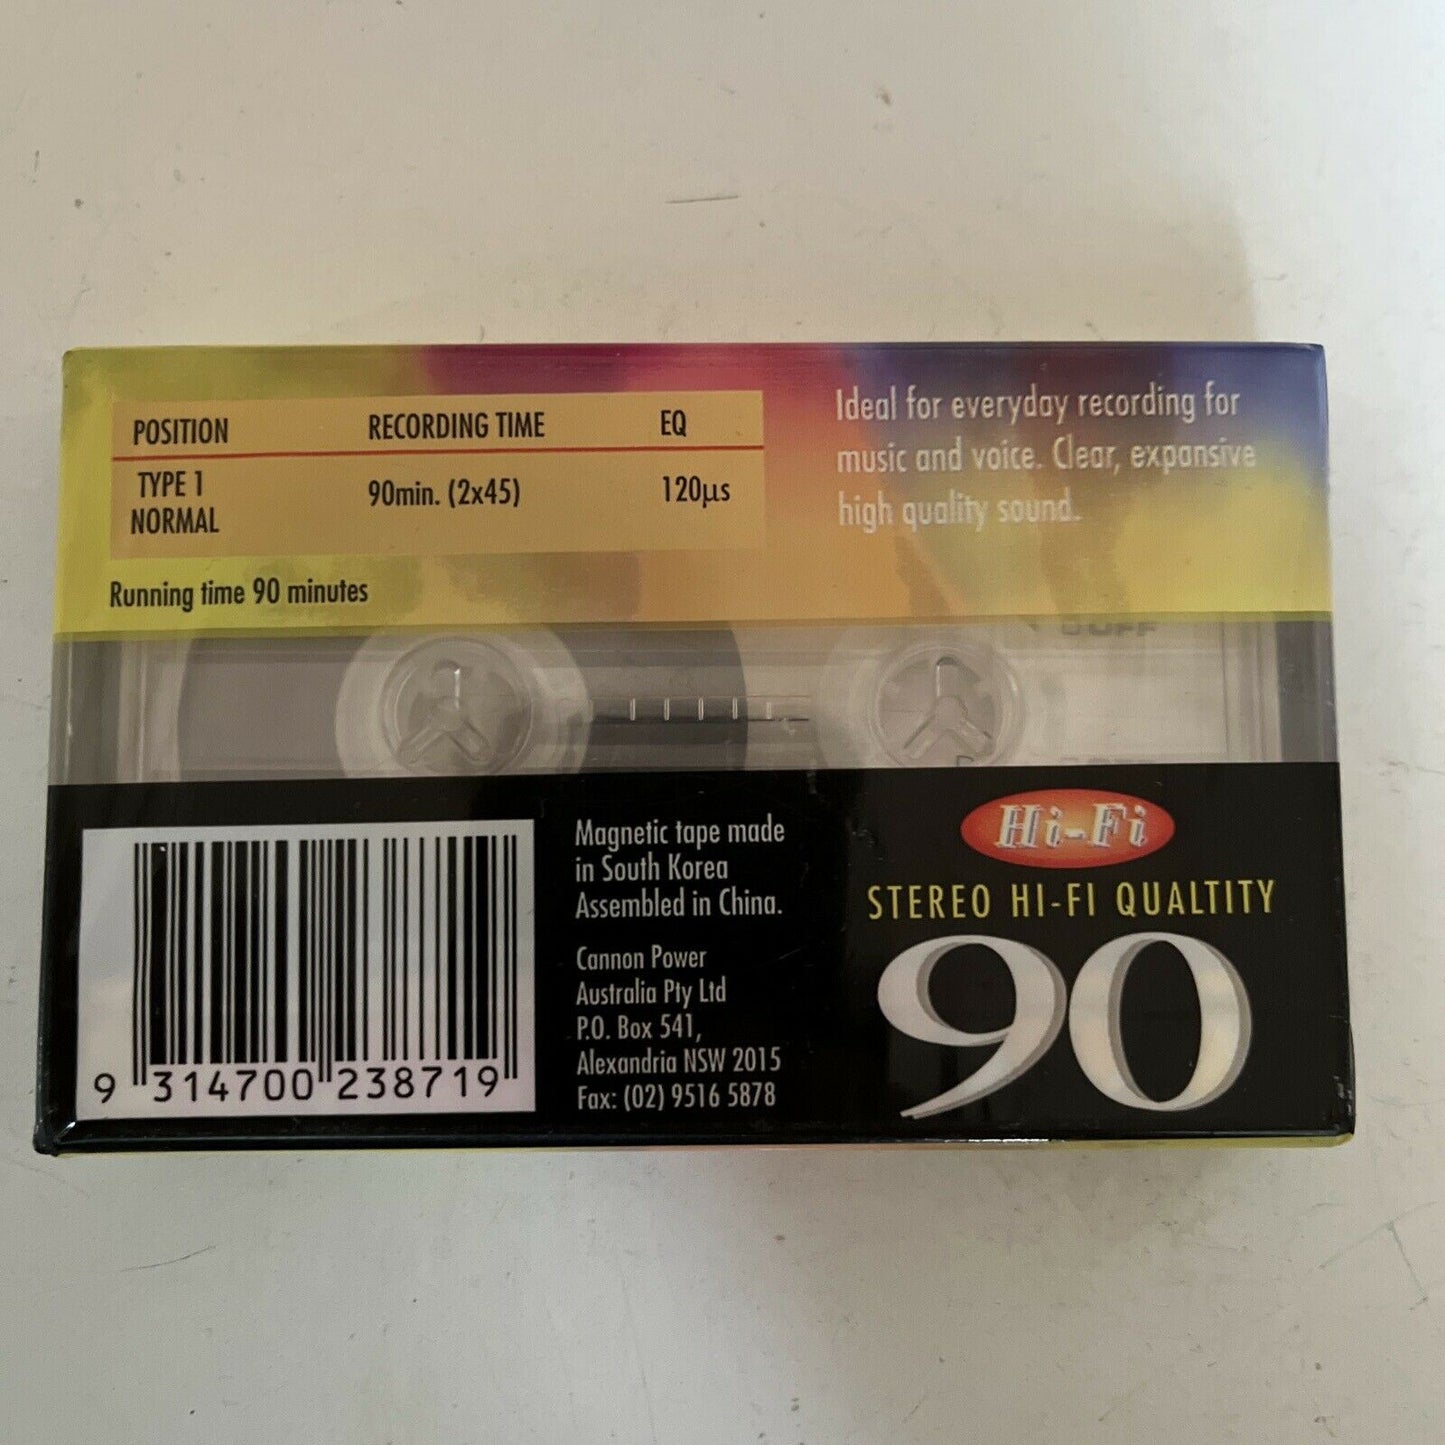 POSITION RECORDING TIME EQ
TYPE 1 90min. (2x45) 120µs
NORMAL
Running time 90 minutes
Ideal for everyday recording for
music and voice. Clear, expansive
high quality sound.
9 314700 238719
Magnetic tape made
in South Korea
Assembled in China.
Cannon Power
Australia Pty Ltd
P.O. Box 541,
Alexandria NSW 2015
Fax: (02) 9516 5878
Hi-Fi
STEREO HI-FI QUALTITY
90